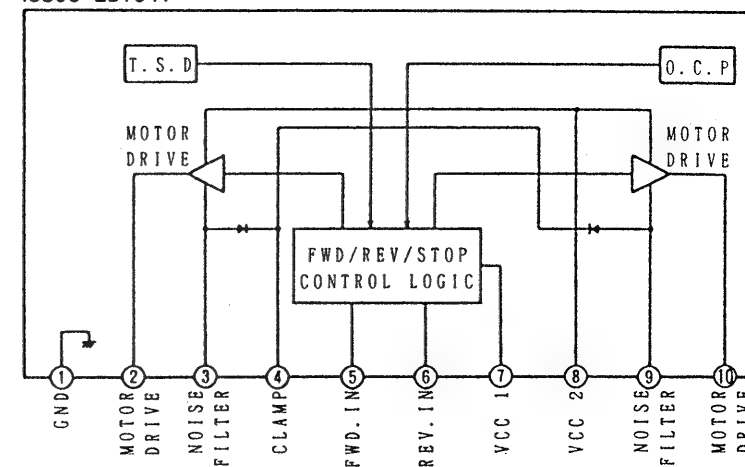 T.S.D
O.C.P
MOTOR
DRIVE
MOTOR
DRIVE
FWD/REV/STOP
CONTROL LOGIC
1
2
3
4
5
6
7
8
9
10
GND
MOTOR
DRIVE
NOISE
FILTER
CLAMP
FWD.IN
REV.IN
VCC 1
VCC 2
NOISE
FILTER
MOTOR
DRIVE